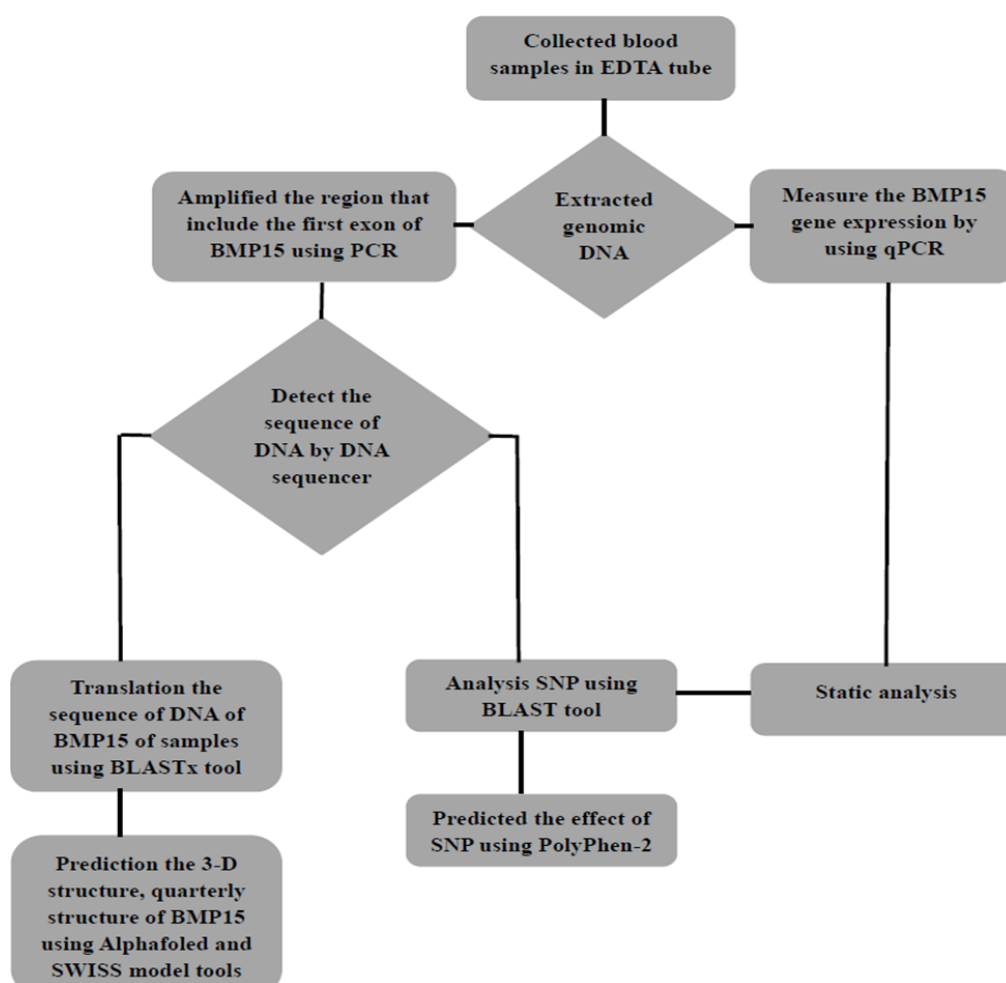 Collected blood
samples in EDTA tube
Amplified the region that
include the first exon of
BMP15 using PCR
Extracted
genomic
DNA
Measure the BMP15
gene expression by
using qPCR
Detect the
sequence of
DNA by DNA
sequencer
Translation the
sequence of DNA of
BMP15 of samples
using BLASTx tool
Analysis SNP using
BLAST tool
Static analysis
Predicted the effect of
SNP using PolyPhen-2
Prediction the 3-D
structure, quarterly
structure of BMP15
using Alphafoled and
SWISS model tools